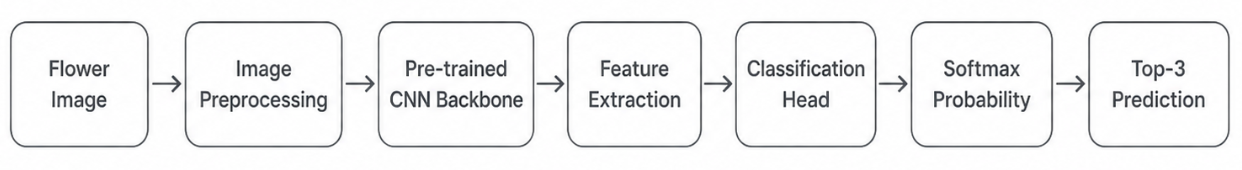 Flower
Image
Image
Preprocessing
Pre-trained
CNN Backbone
Feature
Extraction
Classification
Head
Softmax
Probability
Top-3
Prediction